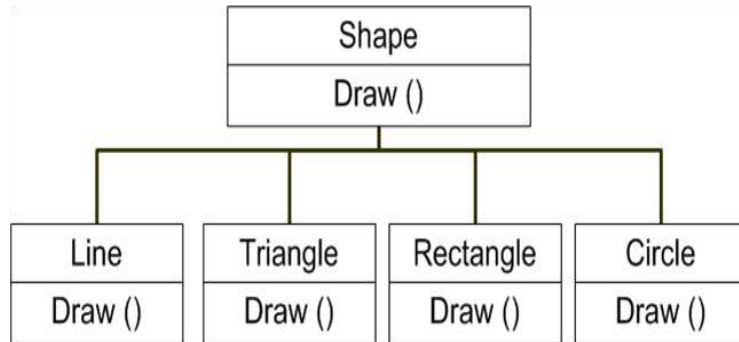 Shape
Draw ()
Line
Draw ()
Triangle
Draw ()
Rectangle
Draw ()
Circle
Draw ()